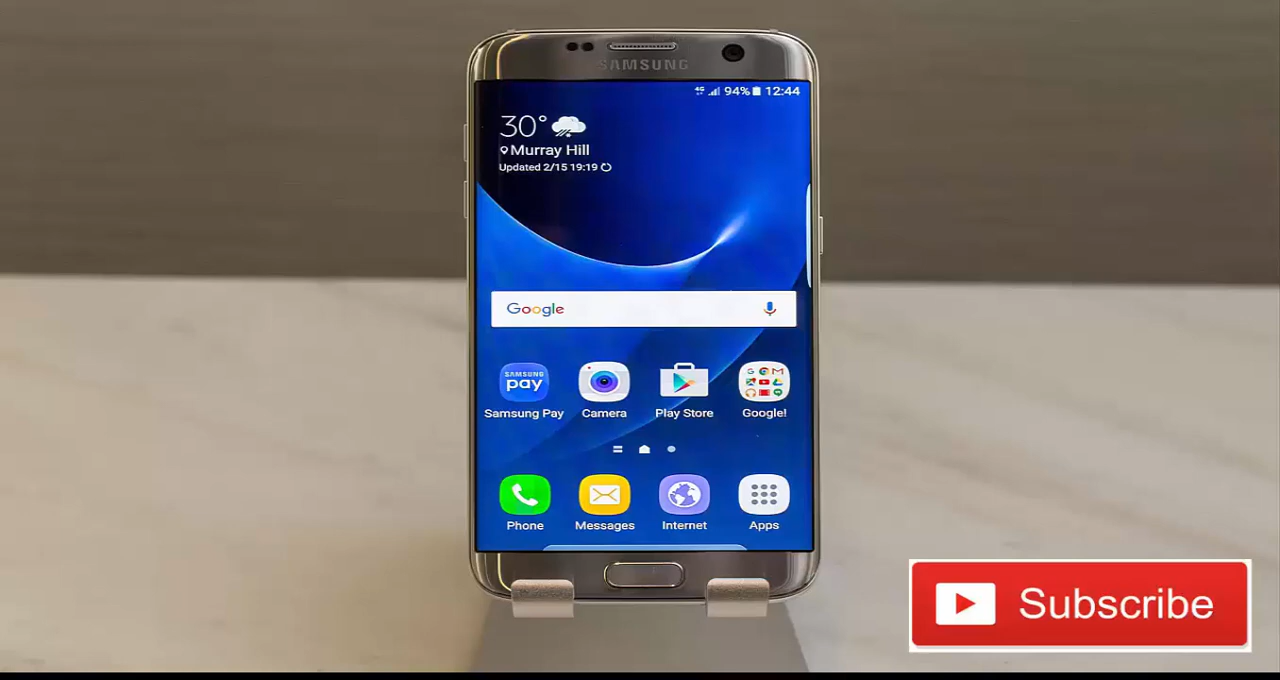 SAMSUNG
4G 94% 12:44
30°
Murray Hill
Updated 2/15 19:19
Google
SAMSUNG
pay
Samsung Pay
Camera
Play Store
Google!
Phone
Messages
Internet
Apps
Subscribe